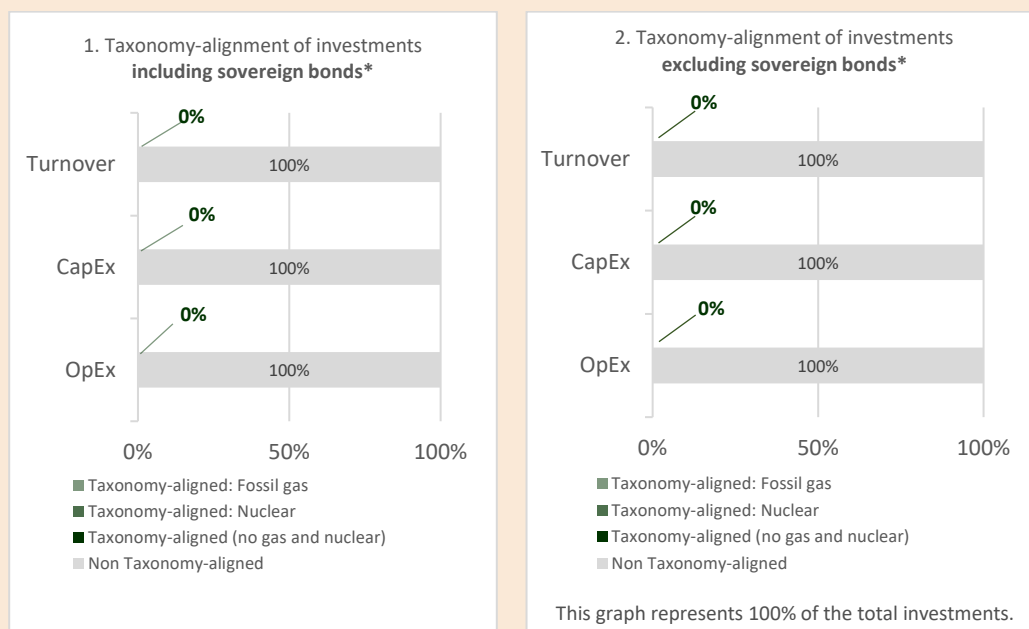 1. Taxonomy-alignment of investments
including sovereign bonds*
0%
Turnover
100%
0%
CapEx
100%
0%
OpEx
100%
0%
50%
100%
Taxonomy-aligned: Fossil gas
Taxonomy-aligned: Nuclear
Taxonomy-aligned (no gas and nuclear)
Non Taxonomy-aligned
2. Taxonomy-alignment of investments
excluding sovereign bonds*
0%
Turnover
100%
0%
CapEx
100%
0%
OpEx
100%
0%
50%
100%
Taxonomy-aligned: Fossil gas
Taxonomy-aligned: Nuclear
Taxonomy-aligned (no gas and nuclear)
Non Taxonomy-aligned
This graph represents 100% of the total investments.